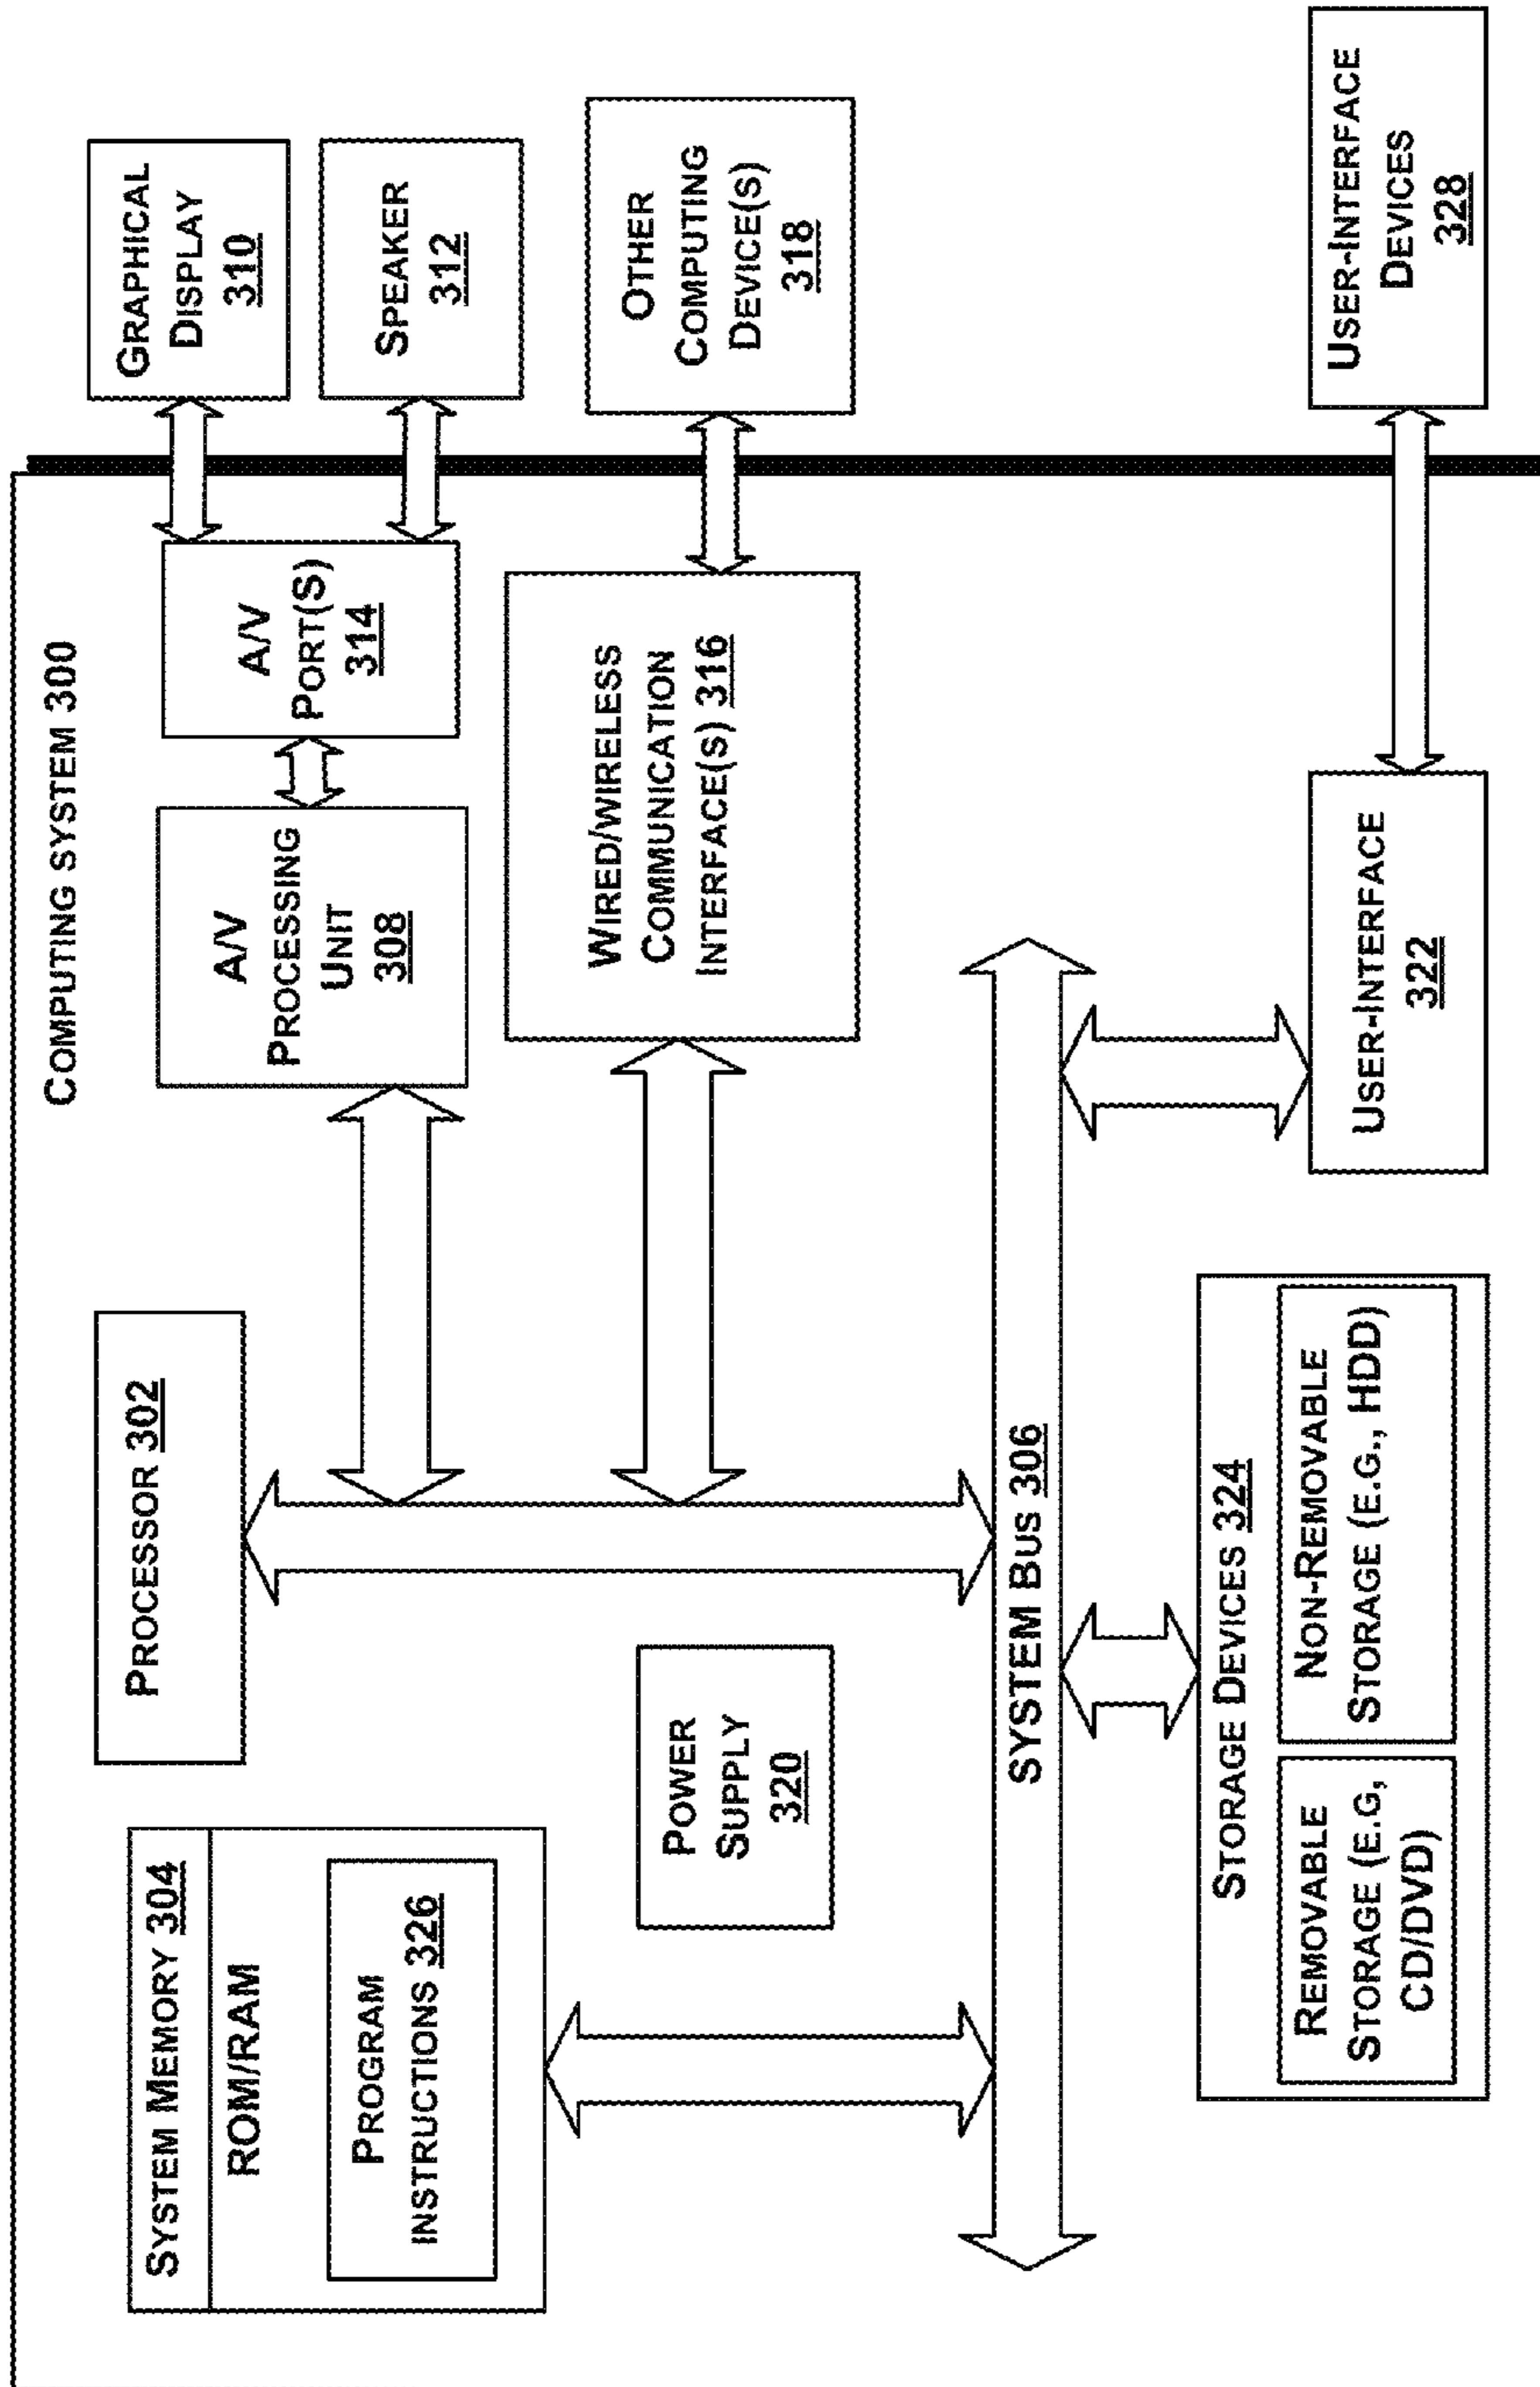 COMPUTING SYSTEM 300
SYSTEM MEMORY 304
ROM/RAM
PROGRAM
INSTRUCTIONS 326
PROCESSOR 302
POWER
SUPPLY
320
A/V
PROCESSING
UNIT
308
A/V
PORT(S)
314
GRAPHICAL
DISPLAY
310
SPEAKER
312
WIRED/WIRELESS
COMMUNICATION
INTERFACE(S) 316
OTHER
COMPUTING
DEVICE(S)
318
SYSTEM BUS 306
STORAGE DEVICES 324
REMOVABLE
STORAGE (E.G,
CD/DVD)
NON-REMOVABLE
STORAGE (E.G., HDD)
USER-INTERFACE
322
USER-INTERFACE
DEVICES
328